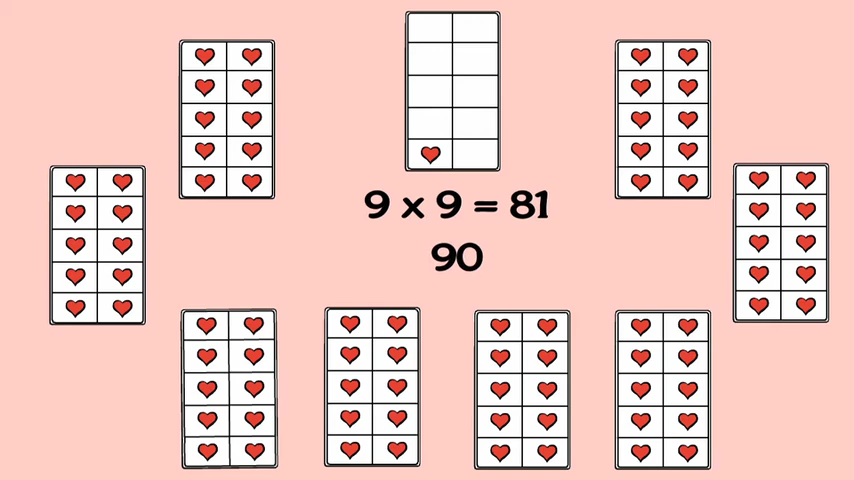 9 x 9 = 81
90